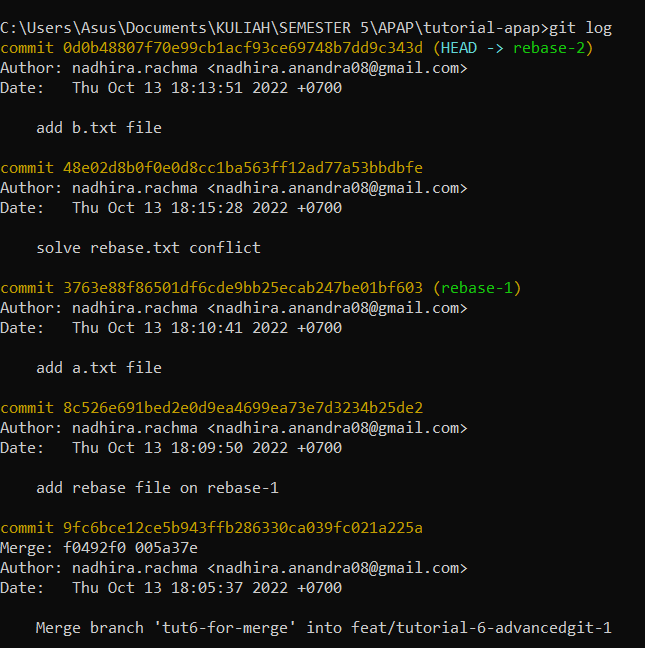 C:\Users\Asus\Documents\KULIAH\SEMESTER 5\APAP\tutorial-apap>git log
commit 0d0b48807f70e99cb1acf93ce69748b7dd9c343d (HEAD -> rebase-2)
Author: nadhira.rachma <nadhira.anandra08@gmail.com>
Date:   Thu Oct 13 18:13:51 2022 +0700
    add b.txt file
commit 48e02d8b0f0e0d8cc1ba563ff12ad77a53bbdbfe
Author: nadhira.rachma <nadhira.anandra08@gmail.com>
Date:   Thu Oct 13 18:15:28 2022 +0700
    solve rebase.txt conflict
commit 3763e88f86501df6cde9bb25ecab247be01bf603 (rebase-1)
Author: nadhira.rachma <nadhira.anandra08@gmail.com>
Date:   Thu Oct 13 18:10:41 2022 +0700
    add a.txt file
commit 8c526e691bed2e0d9ea4699ea73e7d3234b25de2
Author: nadhira.rachma <nadhira.anandra08@gmail.com>
Date:   Thu Oct 13 18:09:50 2022 +0700
    add rebase file on rebase-1
commit 9fc6bce12ce5b943ffb286330ca039fc021a225a
Merge: f0492f0 005a37e
Author: nadhira.rachma <nadhira.anandra08@gmail.com>
Date:   Thu Oct 13 18:05:37 2022 +0700
    Merge branch 'tut6-for-merge' into feat/tutorial-6-advancedgit-1